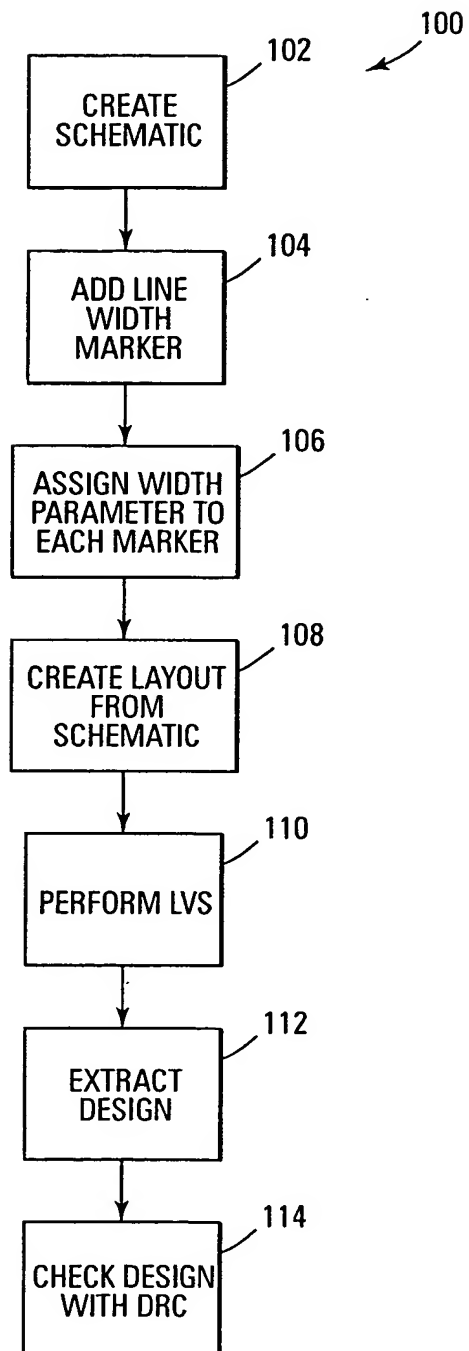 100
102
CREATE
SCHEMATIC
104
ADD LINE
WIDTH
MARKER
106
ASSIGN WIDTH
PARAMETER TO
EACH MARKER
108
CREATE LAYOUT
FROM
SCHEMATIC
110
PERFORM LVS
112
EXTRACT
DESIGN
114
CHECK DESIGN
WITH DRC